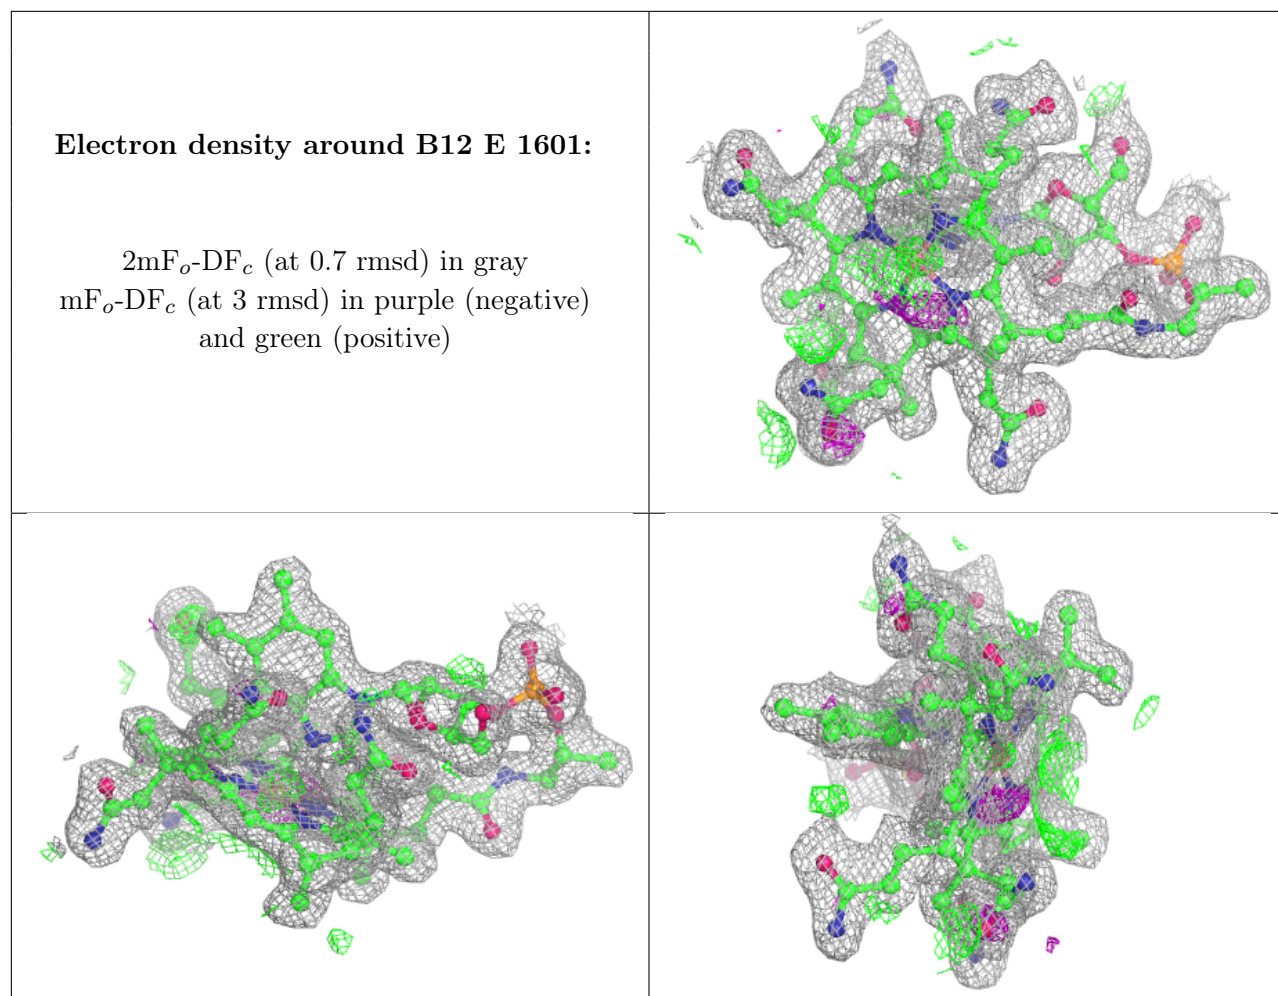 Electron density around B12 E 1601:
2mFo-DFc (at 0.7 rmsd) in gray
mFo-DFc (at 3 rmsd) in purple (negative)
and green (positive)